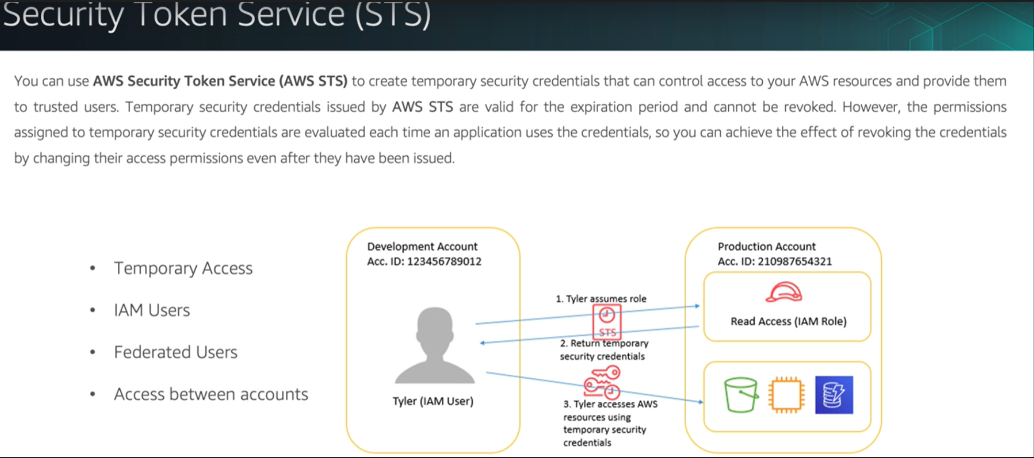 Security Token Service (STS)
You can use AWS Security Token Service (AWS STS) to create temporary security credentials that can control access to your AWS resources and provide them
to trusted users. Temporary security credentials issued by AWS STS are valid for the expiration period and cannot be revoked. However, the permissions
assigned to temporary security credentials are evaluated each time an application uses the credentials, so you can achieve the effect of revoking the credentials
by changing their access permissions even after they have been issued.
• Temporary Access
• IAM Users
• Federated Users
• Access between accounts
Development Account
Acc. ID: 123456789012
Tyler (IAM User)
1. Tyler assumes role
STS
2. Return temporary
security credentials
3. Tyler accesses AWS
resources using
temporary security
credentials
Production Account
Acc. ID: 210987654321
Read Access (IAM Role)